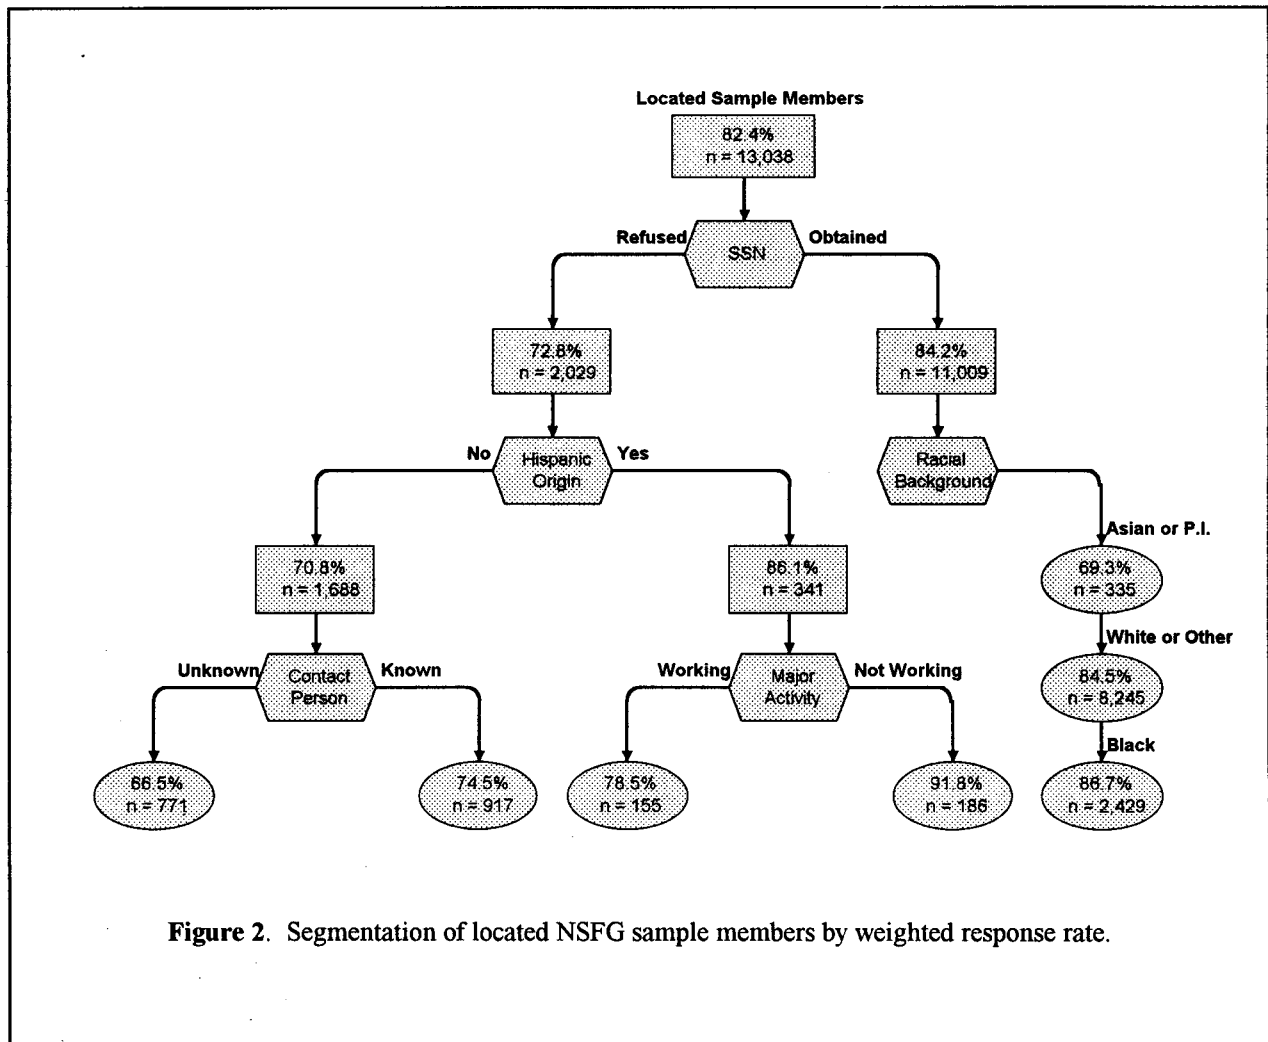 Located Sample Members
82.4%
n = 13,038
Refused
SSN
Obtained
72.8%
n = 2,029
84.2%
n = 11,009
No
Hispanic
Origin
Yes
Racial
Background
Asian or P.I.
70.8%
n = 1,688
86.1%
n = 341
69.3%
n = 335
White or Other
Unknown
Contact
Person
Known
Working
Major
Activity
Not Working
84.5%
n = 8,245
Black
66.5%
n = 771
74.5%
n = 917
78.5%
n = 155
91.8%
n = 186
86.7%
n = 2,429
Figure 2. Segmentation of located NSFG sample members by weighted response rate.